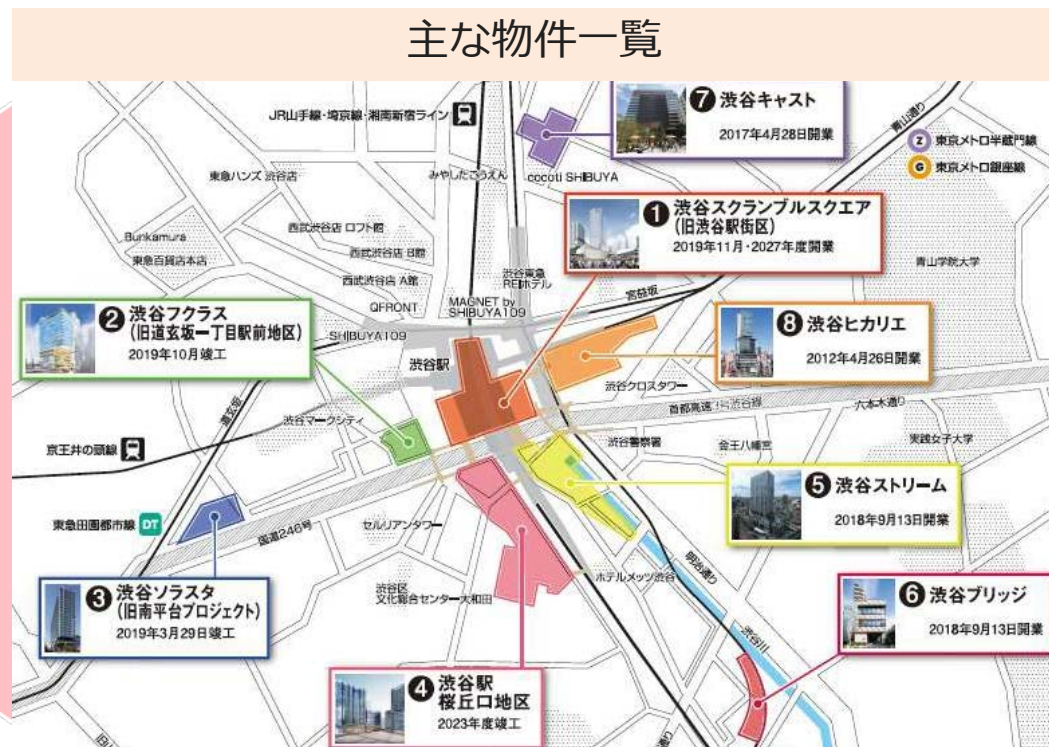 主な物件一覧
JR山手線・埼京線・湘南新宿ライン
❼ 渋谷キャスト
2017年4月28日開業
青山通り
Z 東京メトロ半蔵門線
G 東京メトロ銀座線
東急ハンズ 渋谷店
みやしたこうえん
cocoti SHIBUYA
❶ 渋谷スクランブルスクエア
(旧渋谷駅街区)
2019年11月・2027年度開業
西武渋谷店 ロフト館
Bunkamura
東急百貨店本店
西武渋谷店 B館
西武渋谷店 A館
渋谷東急
REIホテル
青山学院大学
宮益坂
QFRONT
MAGNET by
SHIBUYA109
SHIBUYA109
❷ 渋谷フクラス
(旧道玄坂一丁目駅前地区)
2019年10月竣工
❽ 渋谷ヒカリエ
2012年4月26日開業
渋谷駅
渋谷クロスタワー
道玄坂
渋谷マークシティ
首都高速3号渋谷線
六本木通り
京王井の頭線
渋谷警察署
金王八幡宮
実践女子大学
❺ 渋谷ストリーム
2018年9月13日開業
東急田園都市線 DT
国道246号
セルリアンタワー
明治通り
ホテルメッツ渋谷
渋谷区
文化総合センター大和田
❸ 渋谷ソラスタ
(旧南平台プロジェクト)
2019年3月29日竣工
❻ 渋谷ブリッジ
2018年9月13日開業
渋谷川
❹ 渋谷駅
桜丘口地区
2023年度竣工